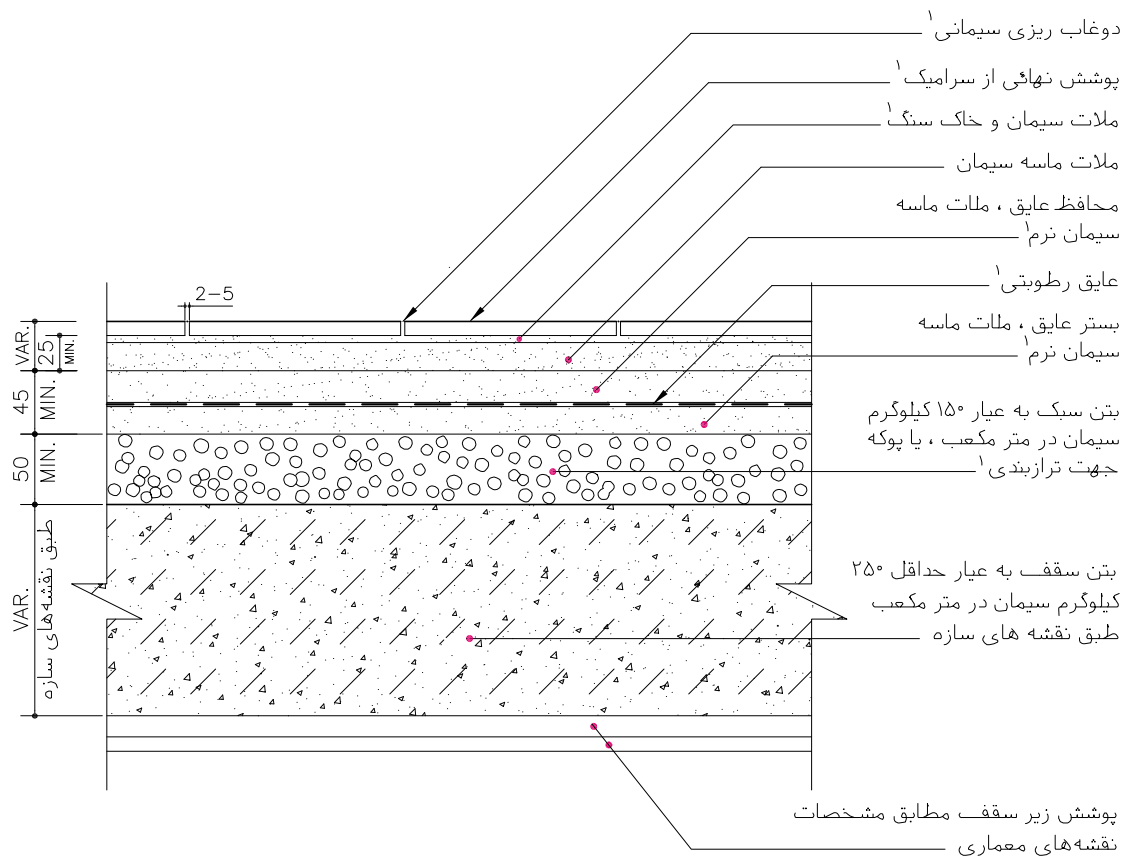 دوغاب ریزی سیمانی۱
پوشش نهائی از سرامیک۱
ملات سیمان و خاک سنگ۱
ملات ماسه سیمان
محافظ عایق ، ملات ماسه
سیمان نرم۱
عایق رطوبتی۱
بستر عایق ، ملات ماسه
سیمان نرم۱
بتن سبک به عیار ۱۵۰ کیلوگرم
سیمان در متر مکعب ، یا پوکه
جهت ترازبندی۱
بتن سقف به عیار حداقل ۲۵۰
کیلوگرم سیمان در متر مکعب
طبق نقشه های سازه
پوشش زیر سقف مطابق مشخصات
نقشه‌های معماری
2-5
VAR.
25
MIN.
45
MIN.
50
MIN.
VAR.
طبق نقشه‌های سازه